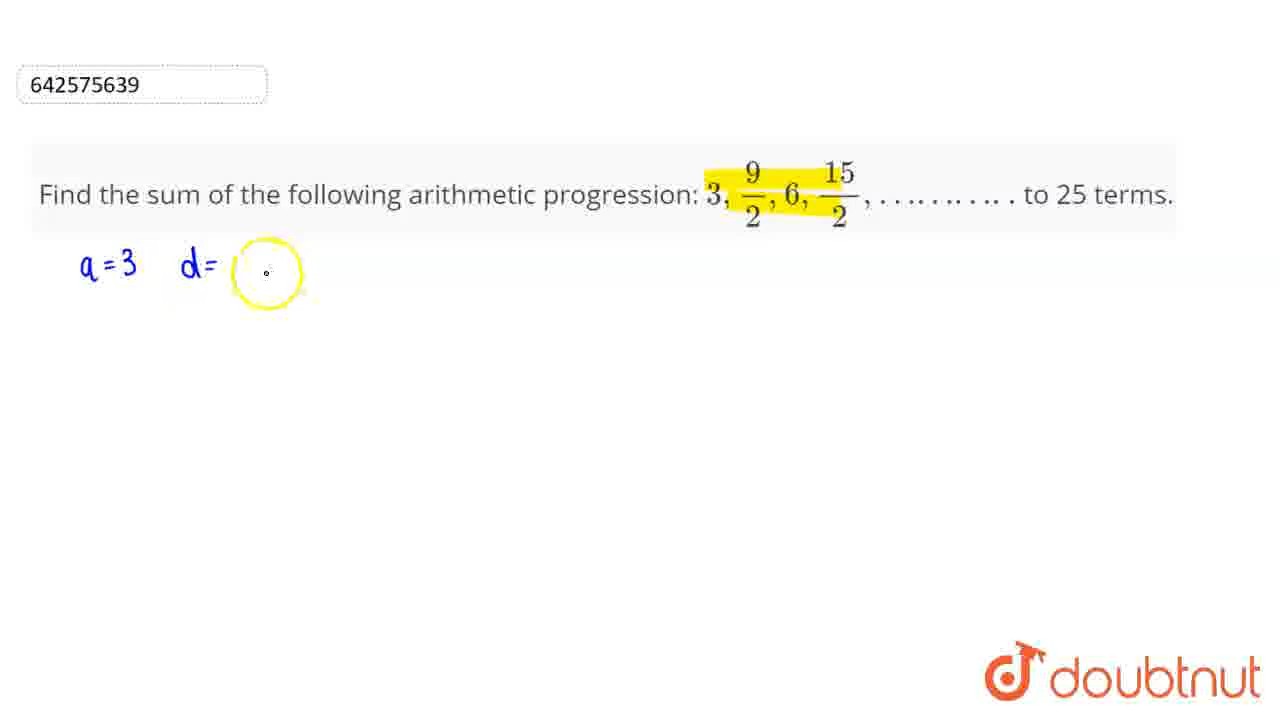 642575639
Find the sum of the following arithmetic progression: 3, 9/2, 6, 15/2, ........... to 25 terms.
a = 3 d =
doubtnut